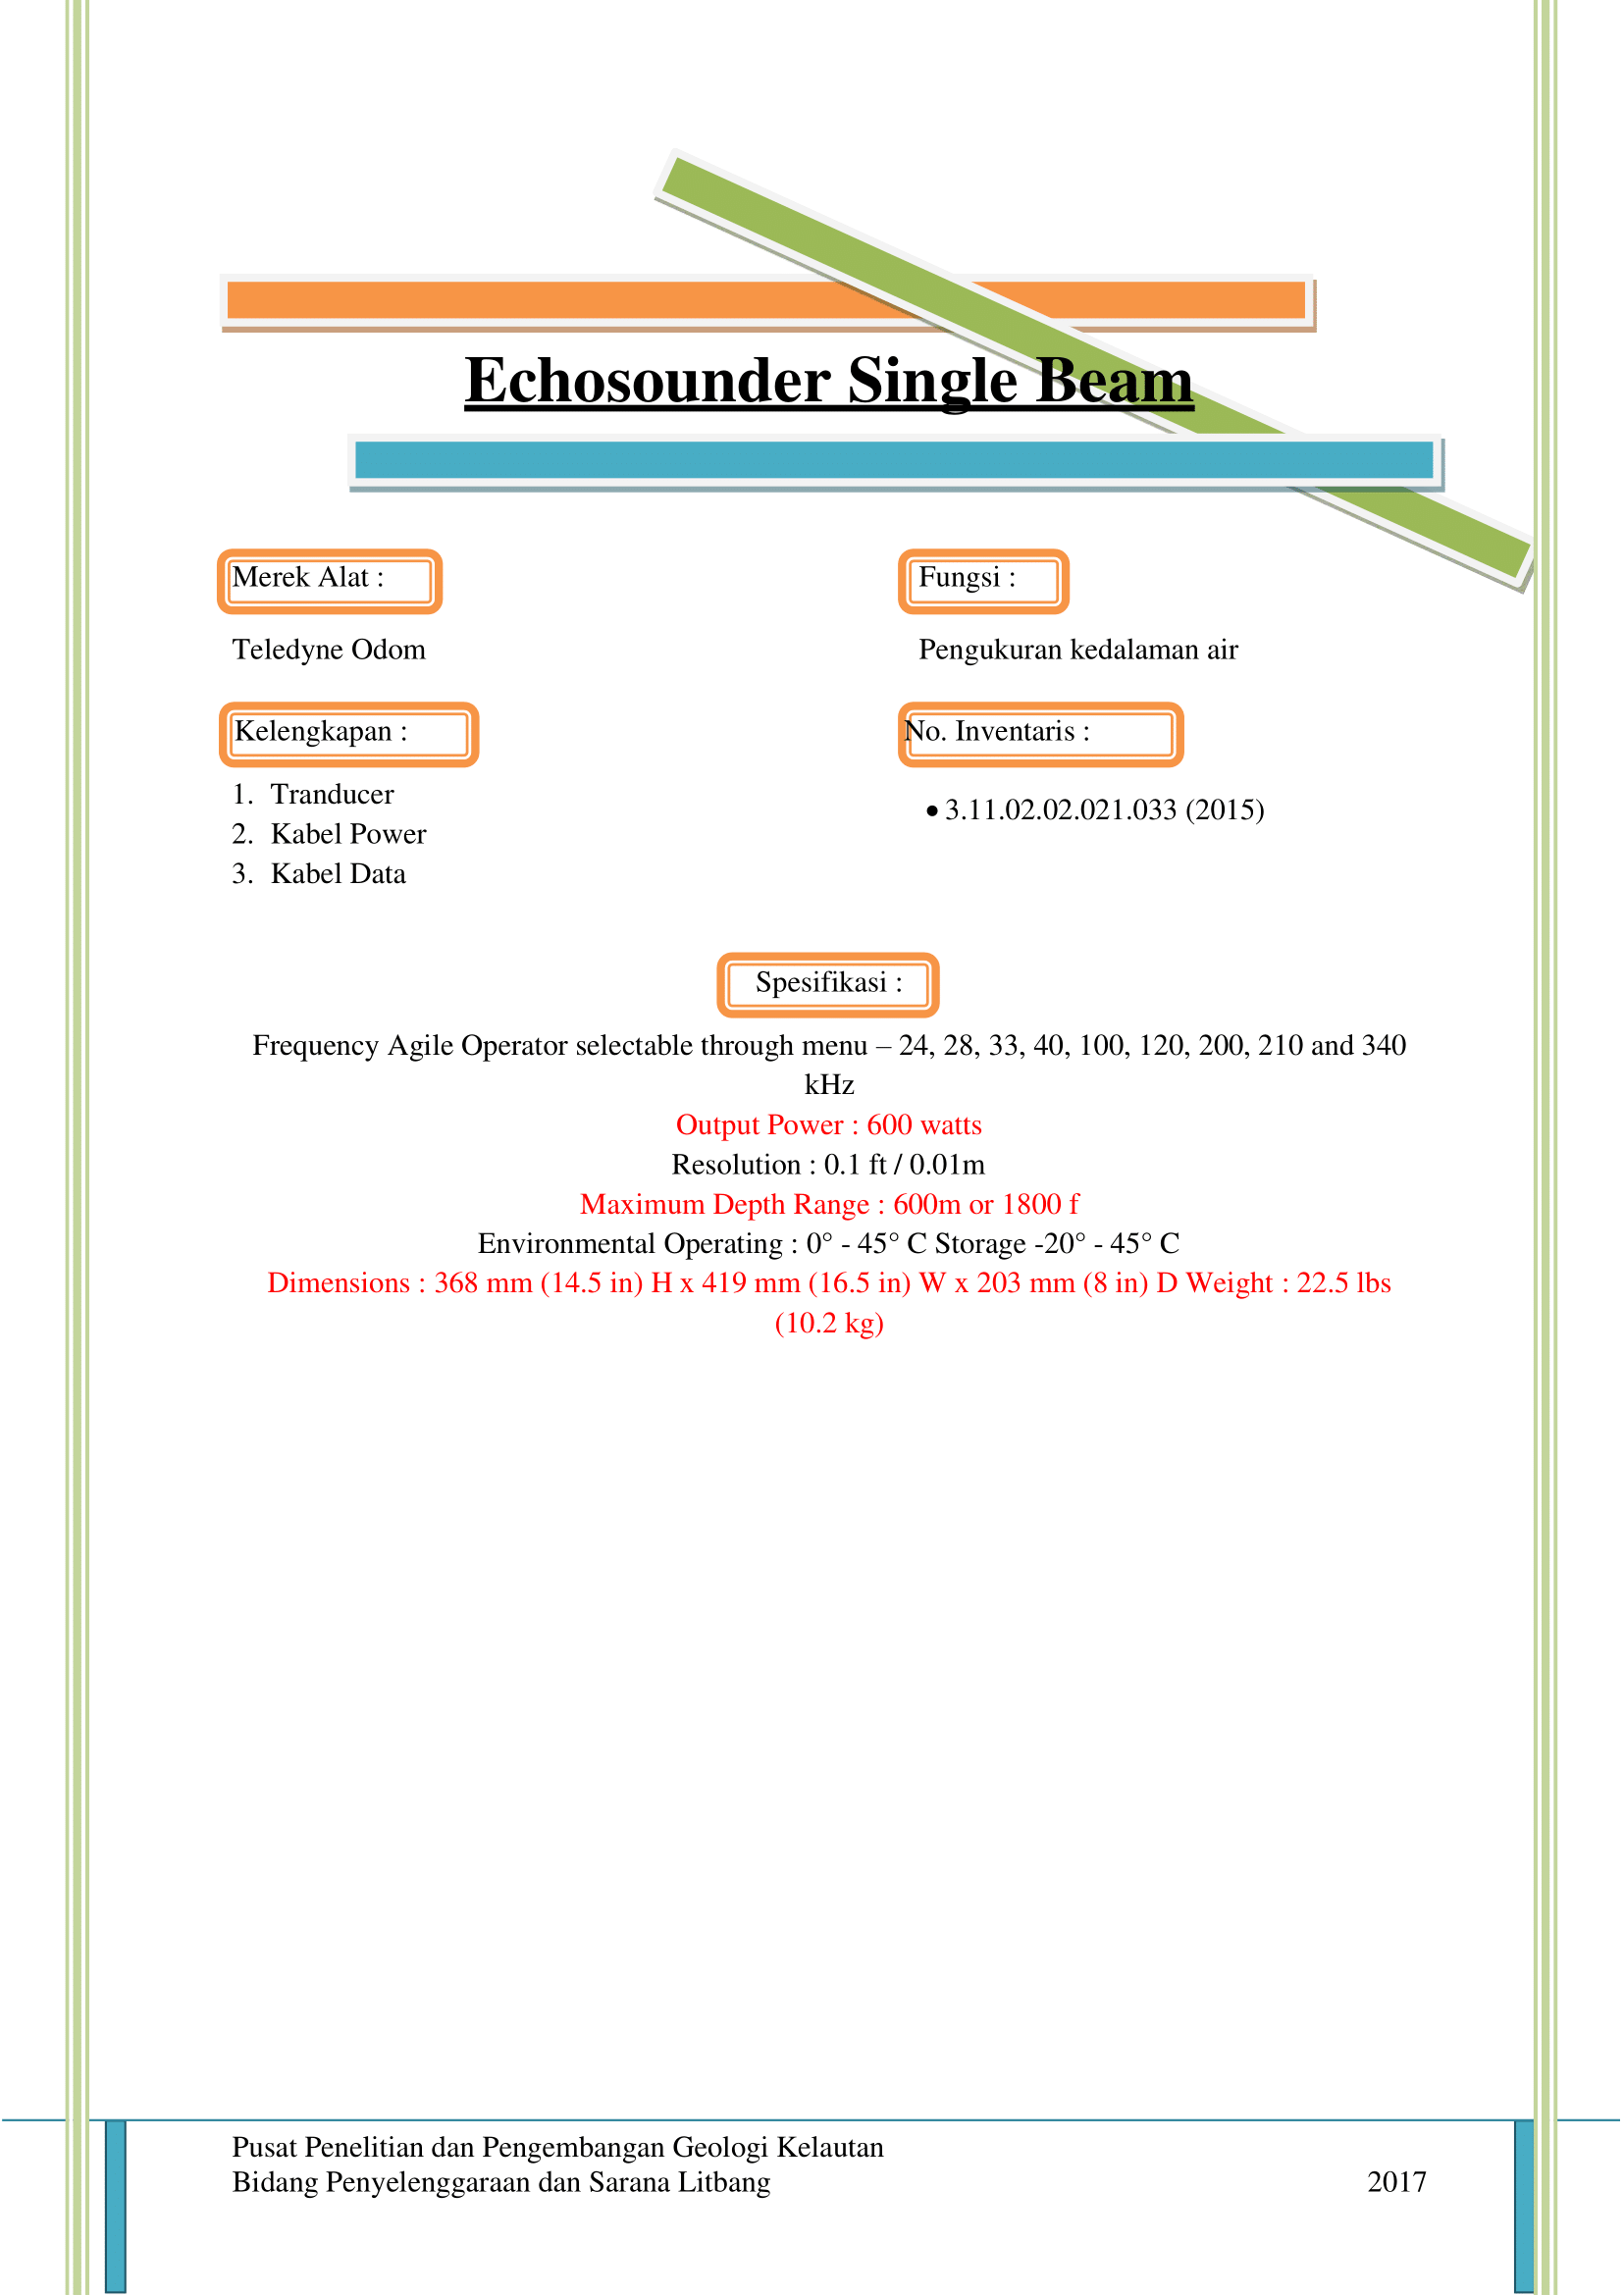 Echosounder Single Beam
Merek Alat :
Teledyne Odom
Kelengkapan :
1. Tranducer
2. Kabel Power
3. Kabel Data
Fungsi :
Pengukuran kedalaman air
No. Inventaris :
• 3.11.02.02.021.033 (2015)
Spesifikasi :
Frequency Agile Operator selectable through menu – 24, 28, 33, 40, 100, 120, 200, 210 and 340
kHz
Output Power : 600 watts
Resolution : 0.1 ft / 0.01m
Maximum Depth Range : 600m or 1800 f
Environmental Operating : 0° - 45° C Storage -20° - 45° C
Dimensions : 368 mm (14.5 in) H x 419 mm (16.5 in) W x 203 mm (8 in) D Weight : 22.5 lbs
(10.2 kg)
Pusat Penelitian dan Pengembangan Geologi Kelautan
Bidang Penyelenggaraan dan Sarana Litbang 2017